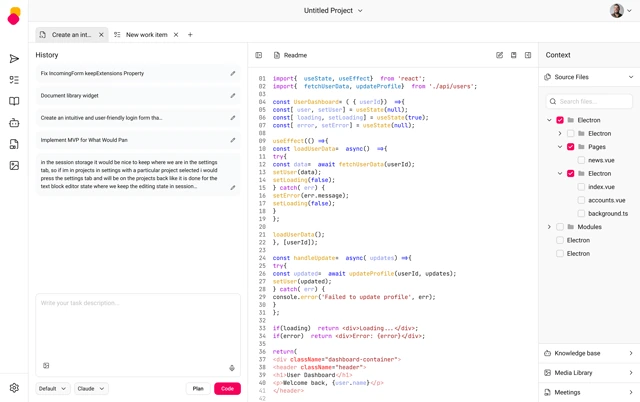 Untitled Project
Create an int...
New work item
History
Fix IncomingForm keepExtensions Property
Document library widget
Create an intuitive and user-friendly login form tha...
Implement MVP for What Would Pan
in the session storage it would be nice to keep where we are in the settings
tab, so if im in projects in settings with a particular project selected i would
press the settings tab and will be on the projects back like it is done for the
text block editor state where we keep the editing state in session...
Write your task description...
Default
Claude
Plan
Code
Readme
01 import{ useState, useEffect} from 'react';
02 import{ fetchUserData, updateProfile} from './api/users';
03
04 const UserDashboard= ( { userId}) =>{
05 const[ user, setUser] = useState(null);
06 const[ loading, setLoading] = useState(true);
07 const[ error, setError] = useState(null);
08
09 useEffect(() =>{
10 const loadUserData= async() =>{
11 try{
12 const data= await fetchUserData(userId);
13 setUser(data);
14 setLoading(false);
15 } catch( err) {
16 setError(err.message);
17 setLoading(false);
18 }
19 };
20
21 loadUserData();
22 }, [userId]);
23
24 const handleUpdate= async( updates) =>{
25 try{
26 const updated= await updateProfile(userId, updates);
27 setUser(updated);
28 } catch( err) {
29 console.error('Failed to update profile', err);
30 }
31 };
32
33 if(loading) return <div>Loading...</div>;
34 if(error) return <div>Error: {error}</div>;
35
36 return(
37 <div className="dashboard-container">
38 <header className="header">
39 <h1>User Dashboard</h1>
40 <p>Welcome back, {user.name}</p>
41 </header>
42
Context
Source Files
Search files...
Electron
Electron
Pages
news.vue
Electron
index.vue
accounts.vue
background.ts
Modules
Electron
Electron
Knowledge base
Media Library
Meetings